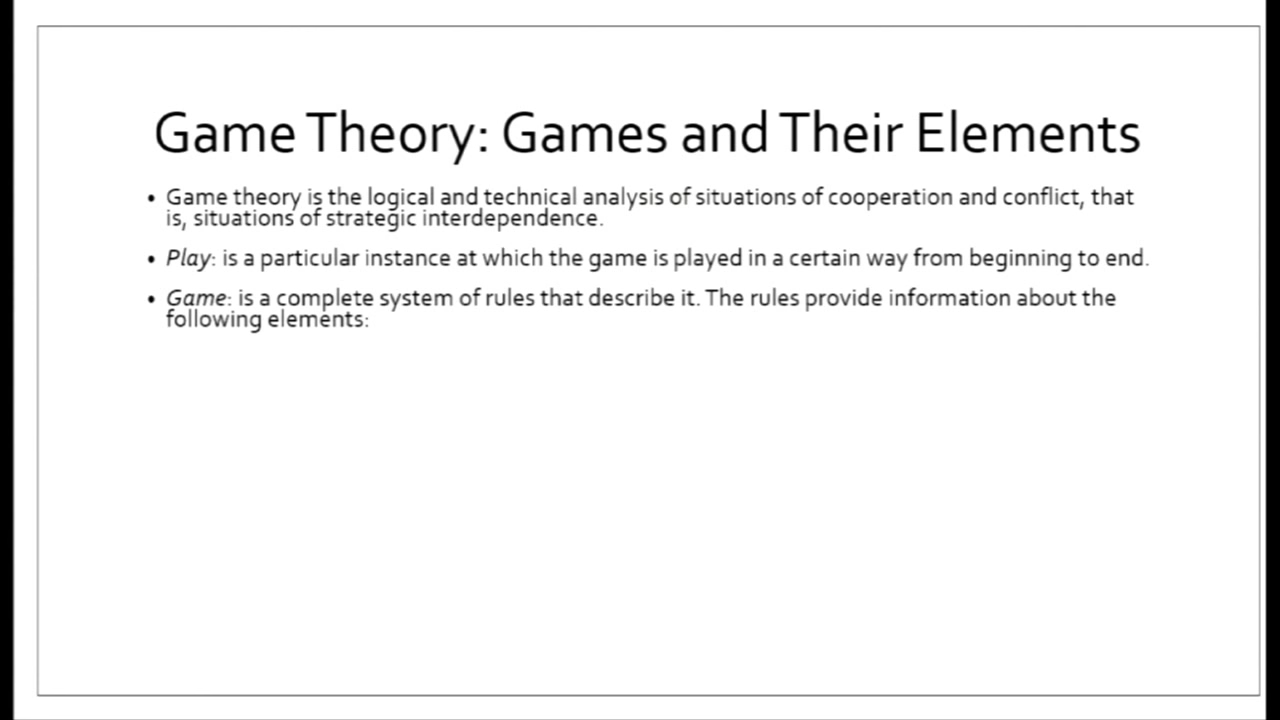 Game Theory: Games and Their Elements
• Game theory is the logical and technical analysis of situations of cooperation and conflict, that
is, situations of strategic interdependence.
• Play: is a particular instance at which the game is played in a certain way from beginning to end.
• Game: is a complete system of rules that describe it. The rules provide information about the
following elements: